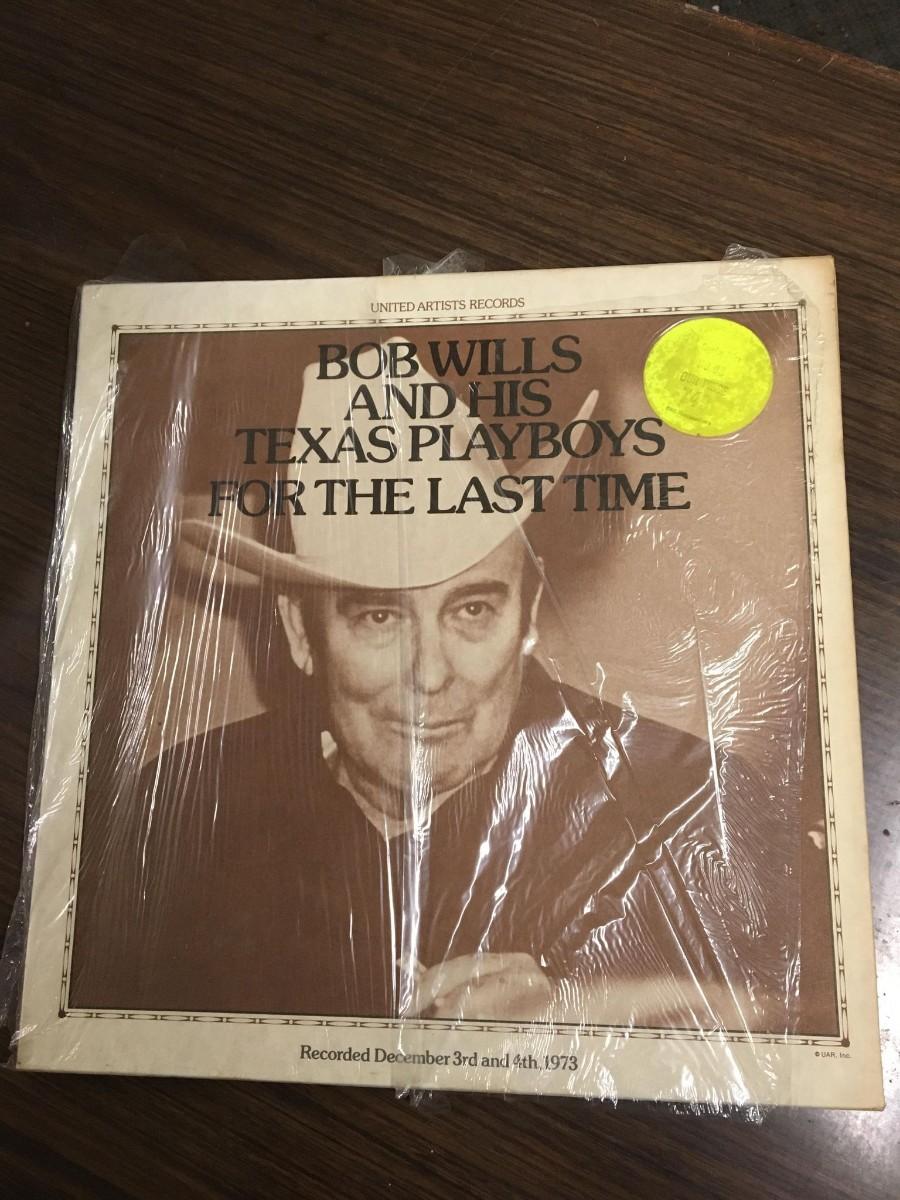 UNITED ARTISTS RECORDS
BOB WILLS
AND HIS
TEXAS PLAYBOYS
FOR THE LAST TIME
Recorded December 3rd and 4th, 1973
© UAR, Inc.